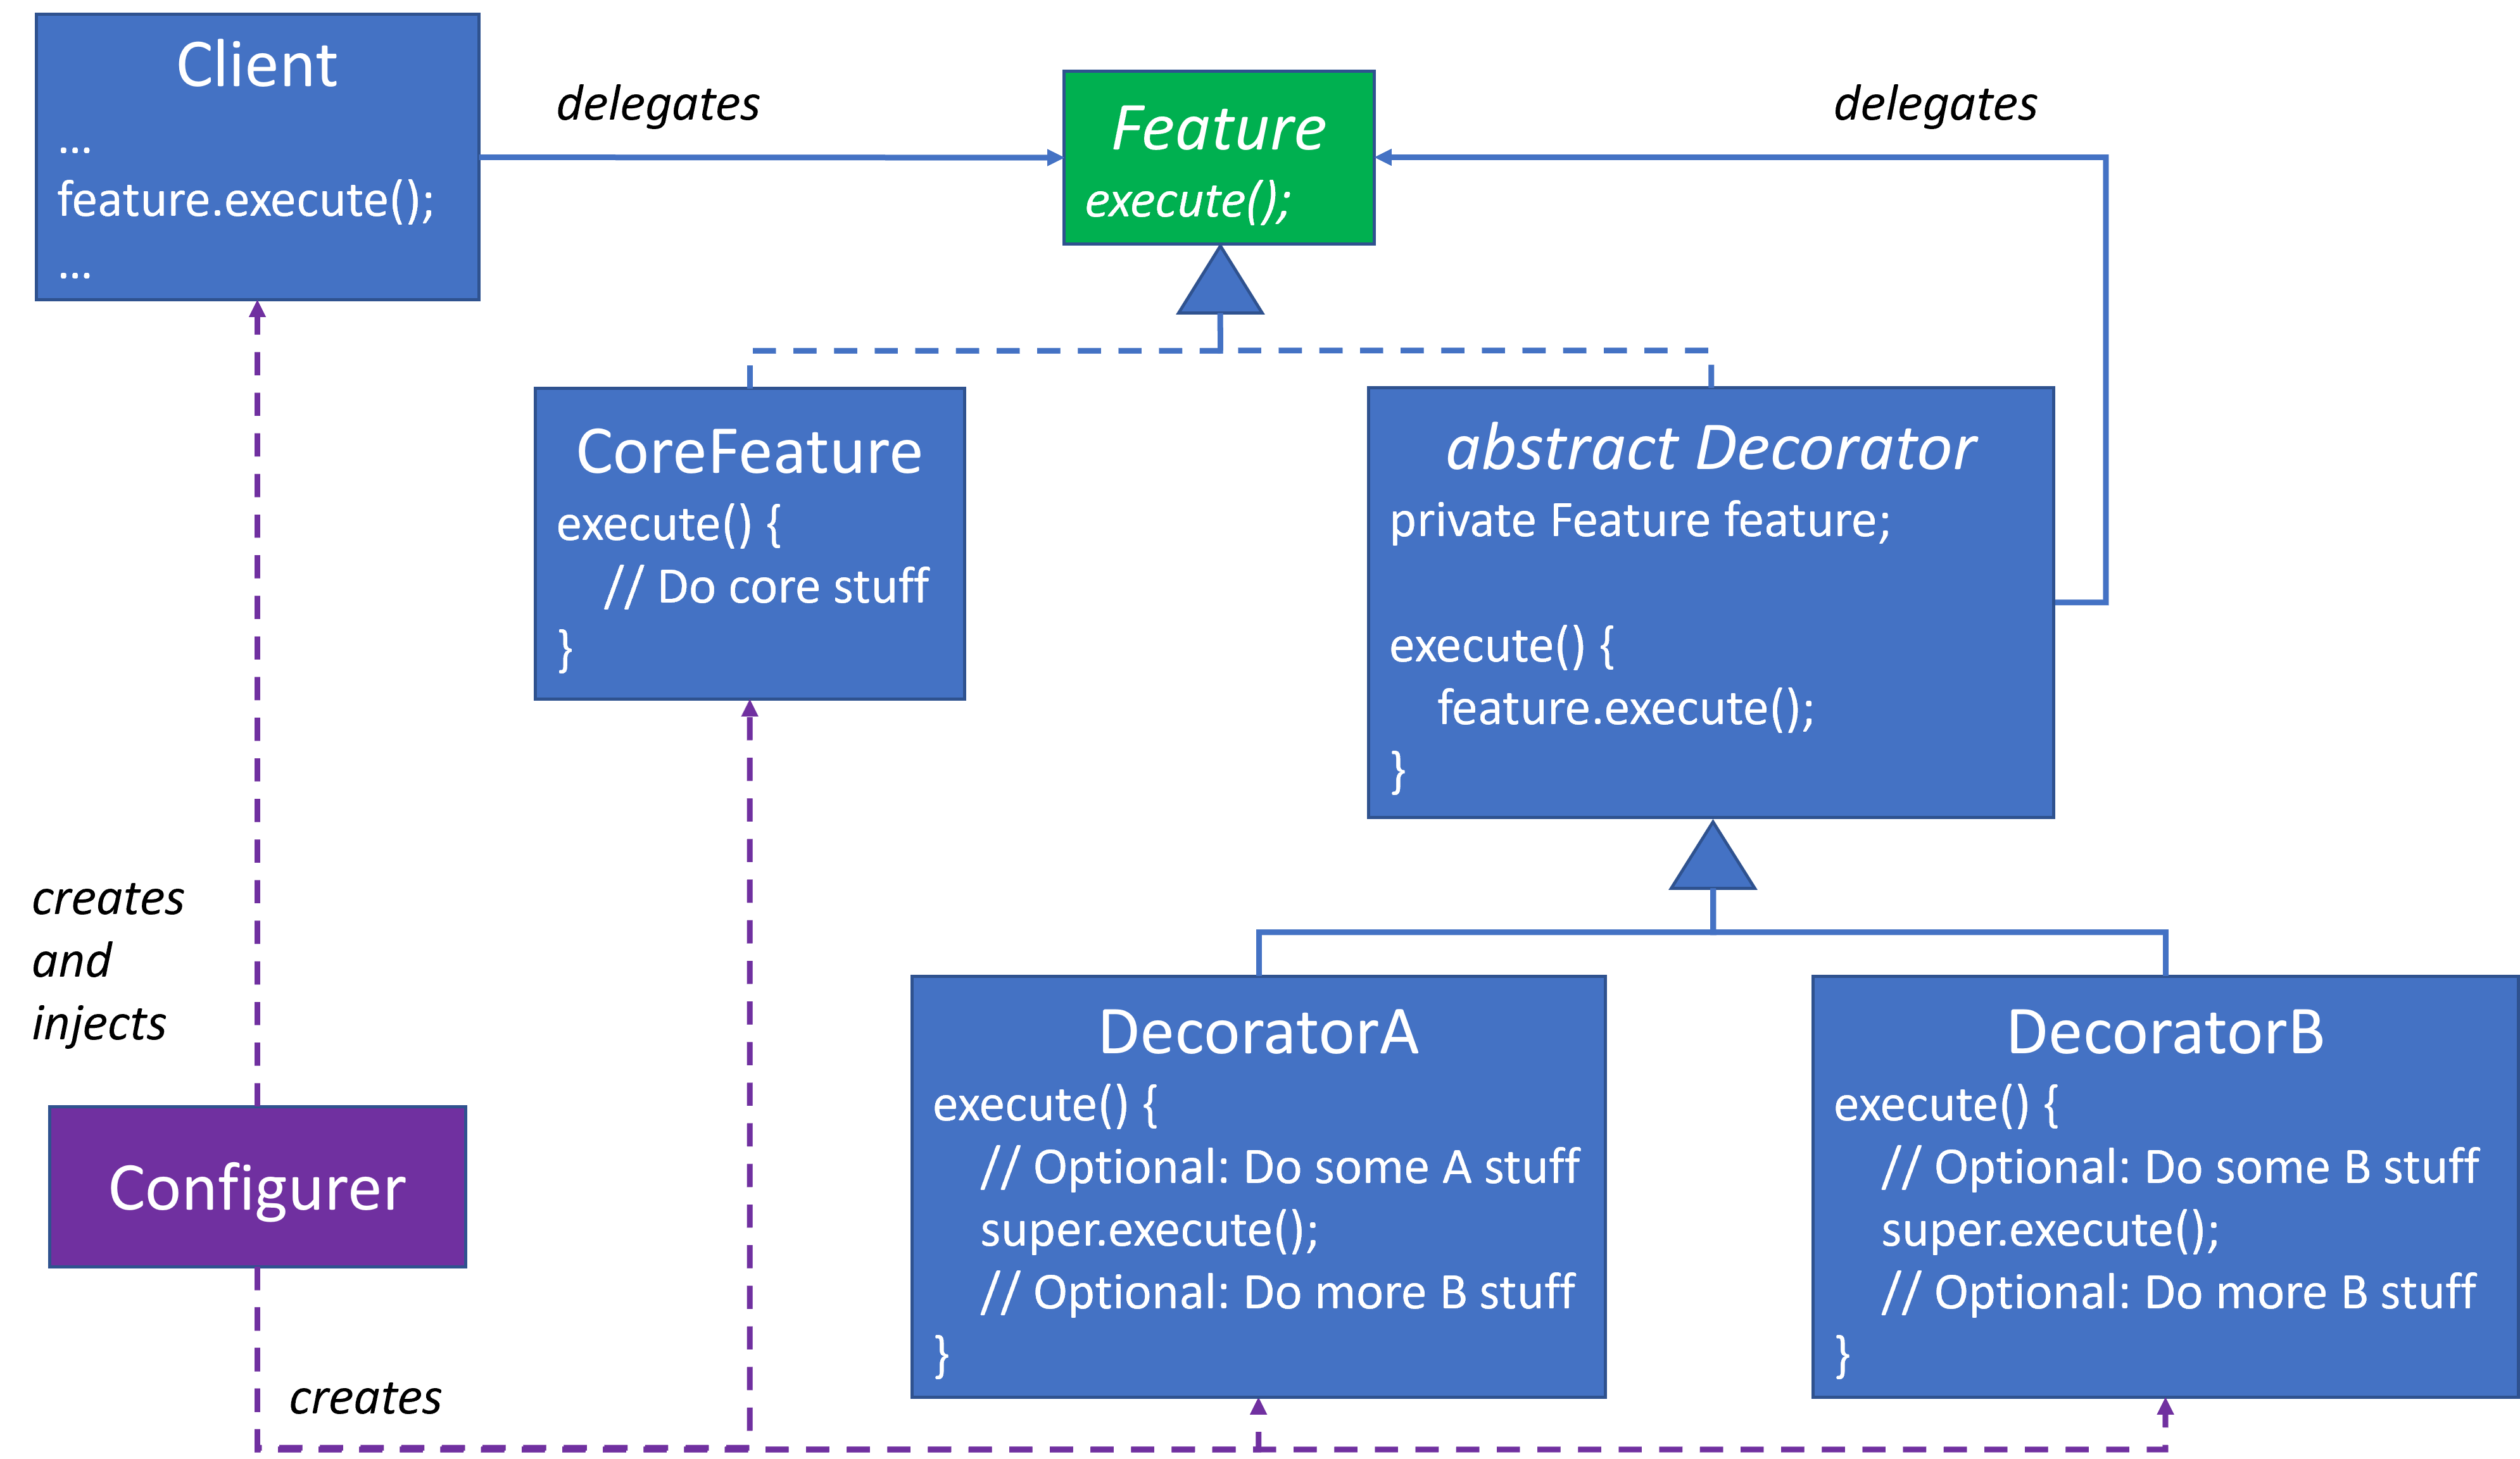 Client
...
feature.execute();
...
delegates
Feature
execute();
delegates
CoreFeature
execute() {
// Do core stuff
}
abstract Decorator
private Feature feature;
execute() {
feature.execute();
}
creates
and
injects
Configurer
creates
DecoratorA
execute() {
// Optional: Do some A stuff
super.execute();
// Optional: Do more B stuff
}
DecoratorB
execute() {
// Optional: Do some B stuff
super.execute();
// Optional: Do more B stuff
}